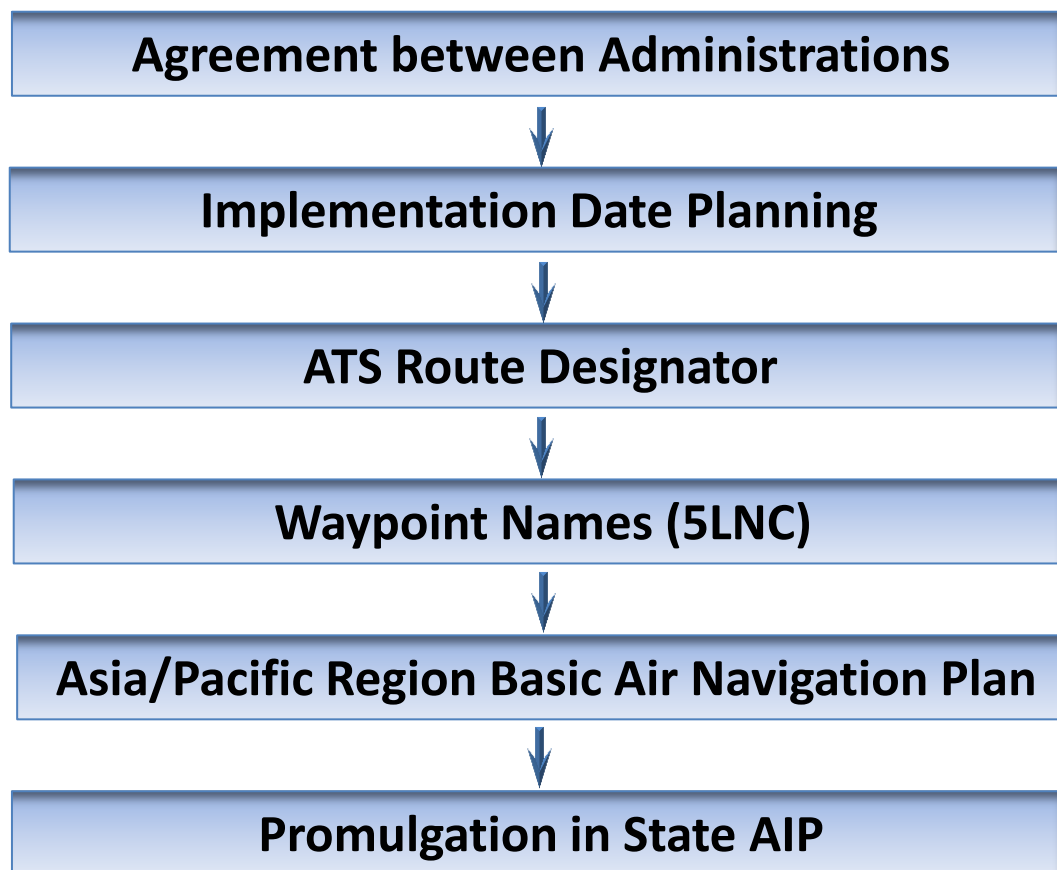 Agreement between Administrations
Implementation Date Planning
ATS Route Designator
Waypoint Names (5LNC)
Asia/Pacific Region Basic Air Navigation Plan
Promulgation in State AIP